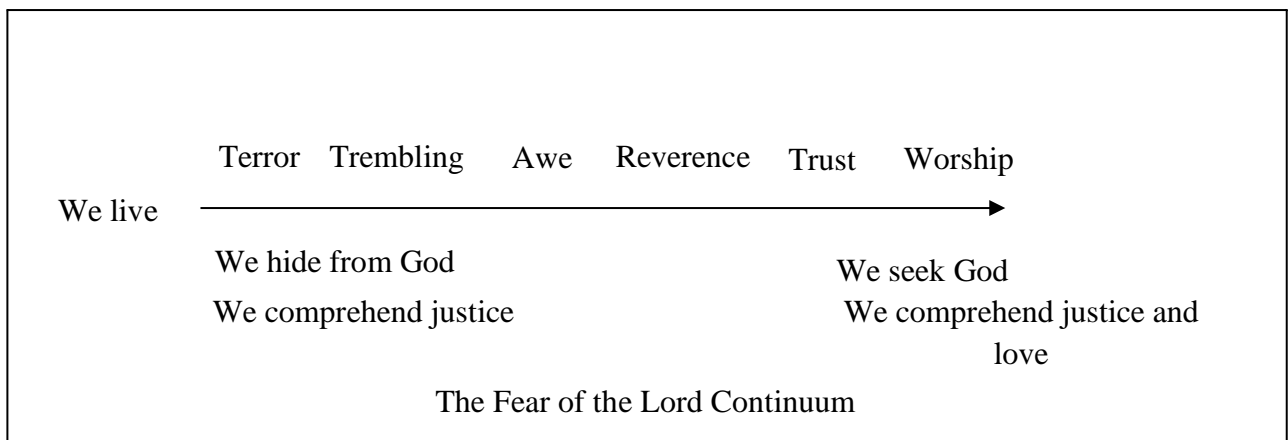 Terror Trembling Awe Reverence Trust Worship
We live
We hide from God
We seek God
We comprehend justice
We comprehend justice and
love
The Fear of the Lord Continuum